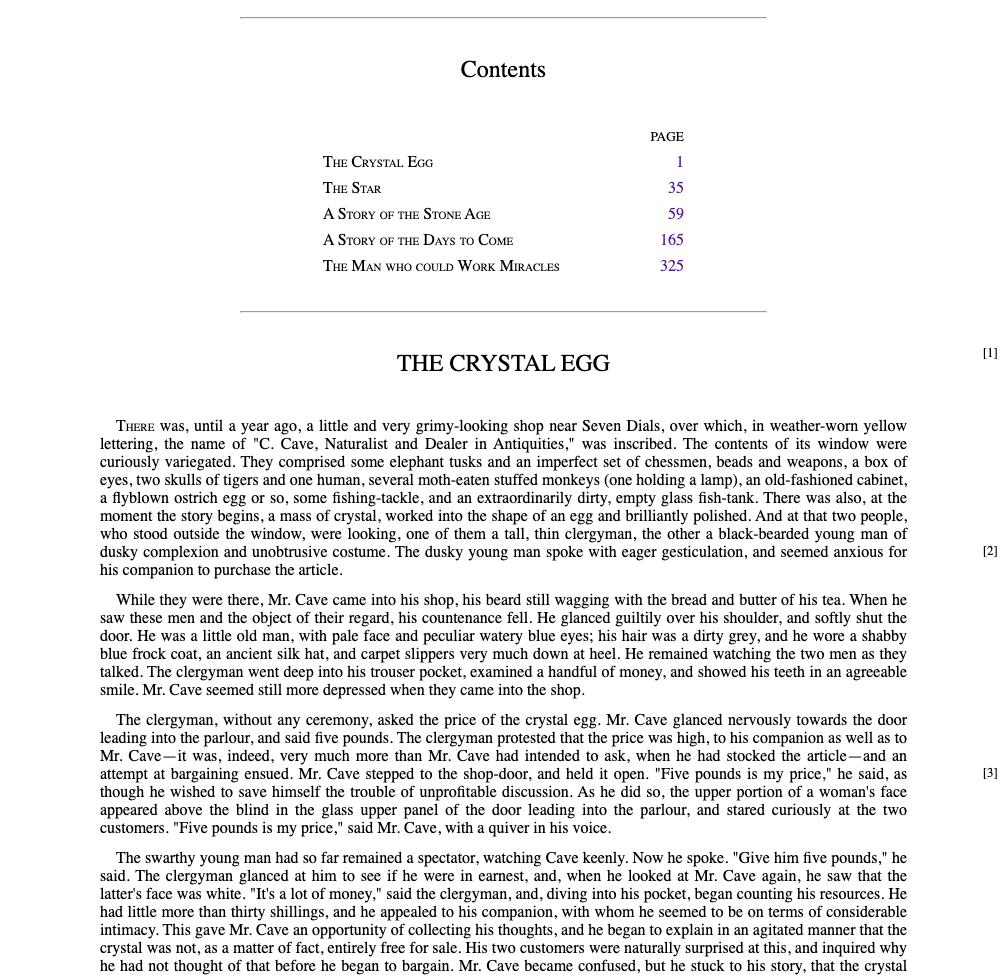 Contents
PAGE
The Crystal Egg 1
The Star 35
A Story of the Stone Age 59
A Story of the Days to Come 165
The Man who could Work Miracles 325
THE CRYSTAL EGG [1]
There was, until a year ago, a little and very grimy-looking shop near Seven Dials, over which, in weather-worn yellow
lettering, the name of "C. Cave, Naturalist and Dealer in Antiquities," was inscribed. The contents of its window were
curiously variegated. They comprised some elephant tusks and an imperfect set of chessmen, beads and weapons, a box of
eyes, two skulls of tigers and one human, several moth-eaten stuffed monkeys (one holding a lamp), an old-fashioned cabinet,
a flyblown ostrich egg or so, some fishing-tackle, and an extraordinarily dirty, empty glass fish-tank. There was also, at the
moment the story begins, a mass of crystal, worked into the shape of an egg and brilliantly polished. And at that two people,
who stood outside the window, were looking, one of them a tall, thin clergyman, the other a black-bearded young man of
dusky complexion and unobtrusive costume. The dusky young man spoke with eager gesticulation, and seemed anxious for [2]
his companion to purchase the article.
While they were there, Mr. Cave came into his shop, his beard still wagging with the bread and butter of his tea. When he
saw these men and the object of their regard, his countenance fell. He glanced guiltily over his shoulder, and softly shut the
door. He was a little old man, with pale face and peculiar watery blue eyes; his hair was a dirty grey, and he wore a shabby
blue frock coat, an ancient silk hat, and carpet slippers very much down at heel. He remained watching the two men as they
talked. The clergyman went deep into his trouser pocket, examined a handful of money, and showed his teeth in an agreeable
smile. Mr. Cave seemed still more depressed when they came into the shop.
The clergyman, without any ceremony, asked the price of the crystal egg. Mr. Cave glanced nervously towards the door
leading into the parlour, and said five pounds. The clergyman protested that the price was high, to his companion as well as to
Mr. Cave—it was, indeed, very much more than Mr. Cave had intended to ask, when he had stocked the article—and an
attempt at bargaining ensued. Mr. Cave stepped to the shop-door, and held it open. "Five pounds is my price," he said, as [3]
though he wished to save himself the trouble of unprofitable discussion. As he did so, the upper portion of a woman's face
appeared above the blind in the glass upper panel of the door leading into the parlour, and stared curiously at the two
customers. "Five pounds is my price," said Mr. Cave, with a quiver in his voice.
The swarthy young man had so far remained a spectator, watching Cave keenly. Now he spoke. "Give him five pounds," he
said. The clergyman glanced at him to see if he were in earnest, and, when he looked at Mr. Cave again, he saw that the
latter's face was white. "It's a lot of money," said the clergyman, and, diving into his pocket, began counting his resources. He
had little more than thirty shillings, and he appealed to his companion, with whom he seemed to be on terms of considerable
intimacy. This gave Mr. Cave an opportunity of collecting his thoughts, and he began to explain in an agitated manner that the
crystal was not, as a matter of fact, entirely free for sale. His two customers were naturally surprised at this, and inquired why
he had not thought of that before he began to bargain. Mr. Cave became confused, but he stuck to his story, that the crystal